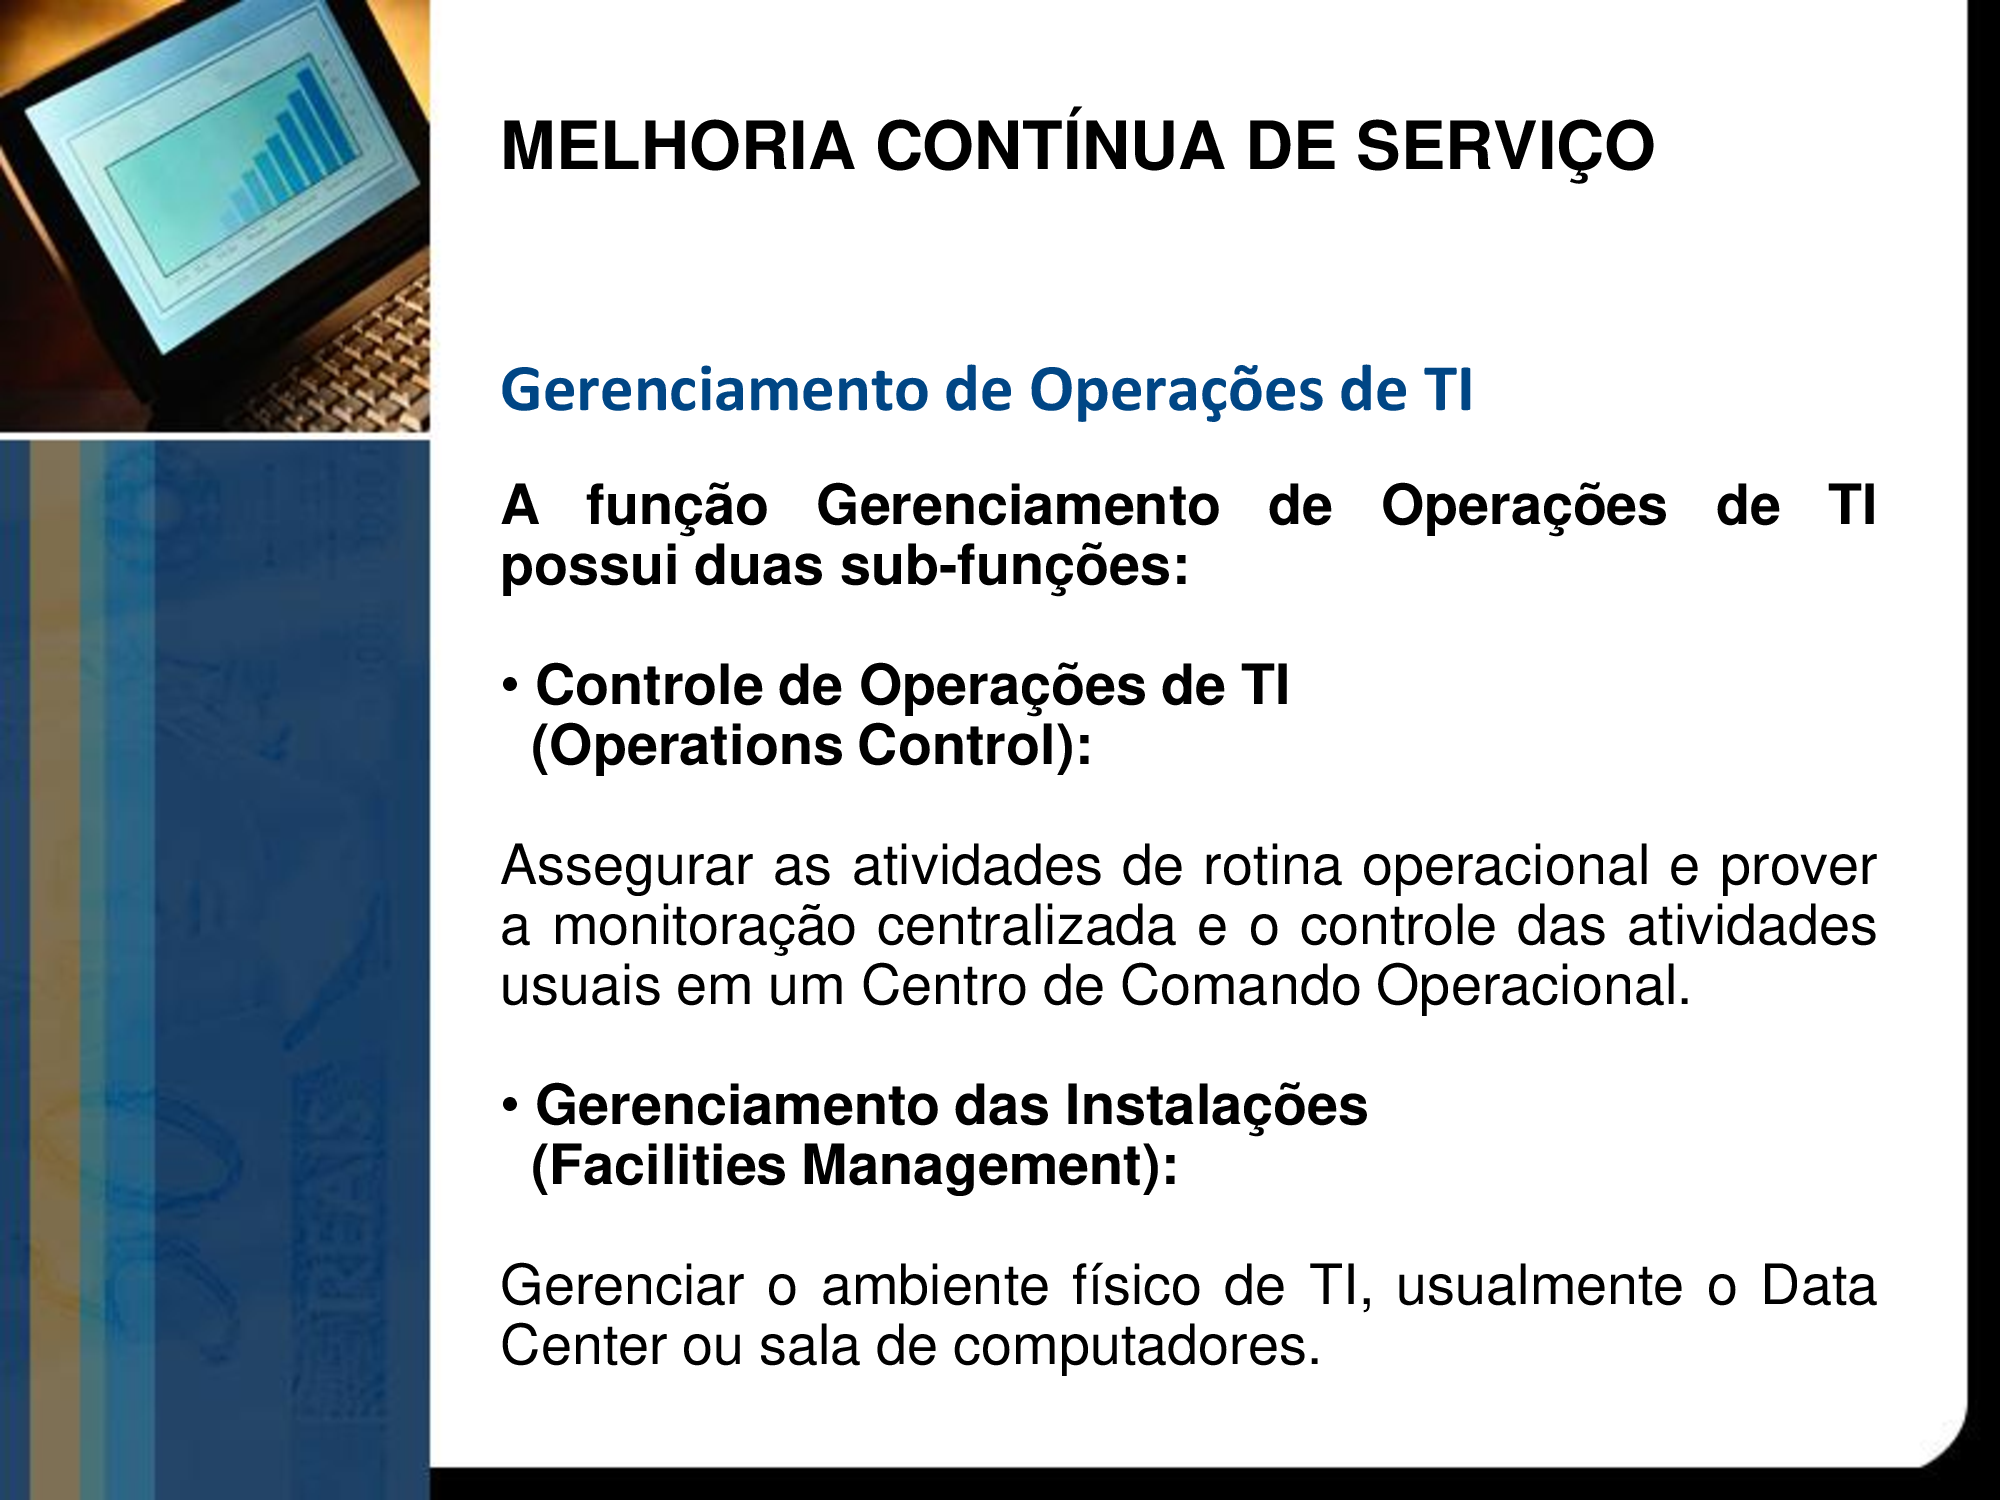 MELHORIA CONTÍNUA DE SERVIÇO
Gerenciamento de Operações de TI
A função Gerenciamento de Operações de TI
possui duas sub-funções:
• Controle de Operações de TI
(Operations Control):
Assegurar as atividades de rotina operacional e prover
a monitoração centralizada e o controle das atividades
usuais em um Centro de Comando Operacional.
• Gerenciamento das Instalações
(Facilities Management):
Gerenciar o ambiente físico de TI, usualmente o Data
Center ou sala de computadores.
REAIS